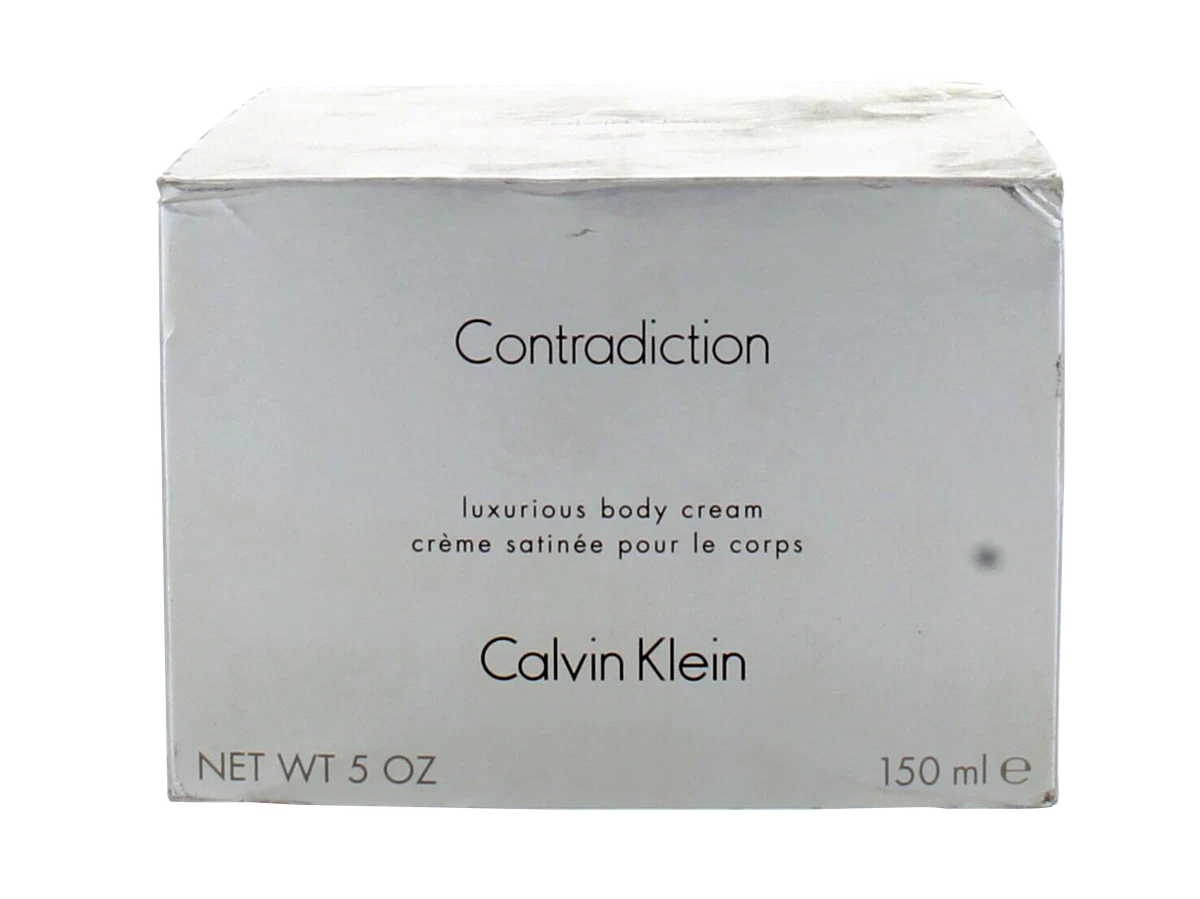 Contradiction
luxurious body cream
crème satinée pour le corps
Calvin Klein
NET WT 5 OZ
150 ml ℮